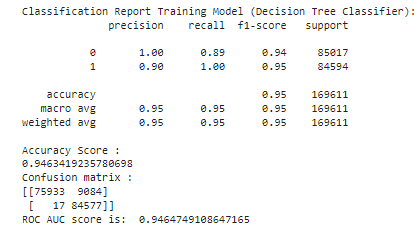 Classification Report Training Model (Decision Tree Classifier):
precision recall f1-score support
0 1.00 0.89 0.94 85017
1 0.90 1.00 0.95 84594
accuracy 0.95 169611
macro avg 0.95 0.95 0.95 169611
weighted avg 0.95 0.95 0.95 169611
Accuracy Score :
0.9463419235780698
Confusion matrix :
[[75933 9084]
[ 17 84577]]
ROC AUC score is: 0.9464749108647165